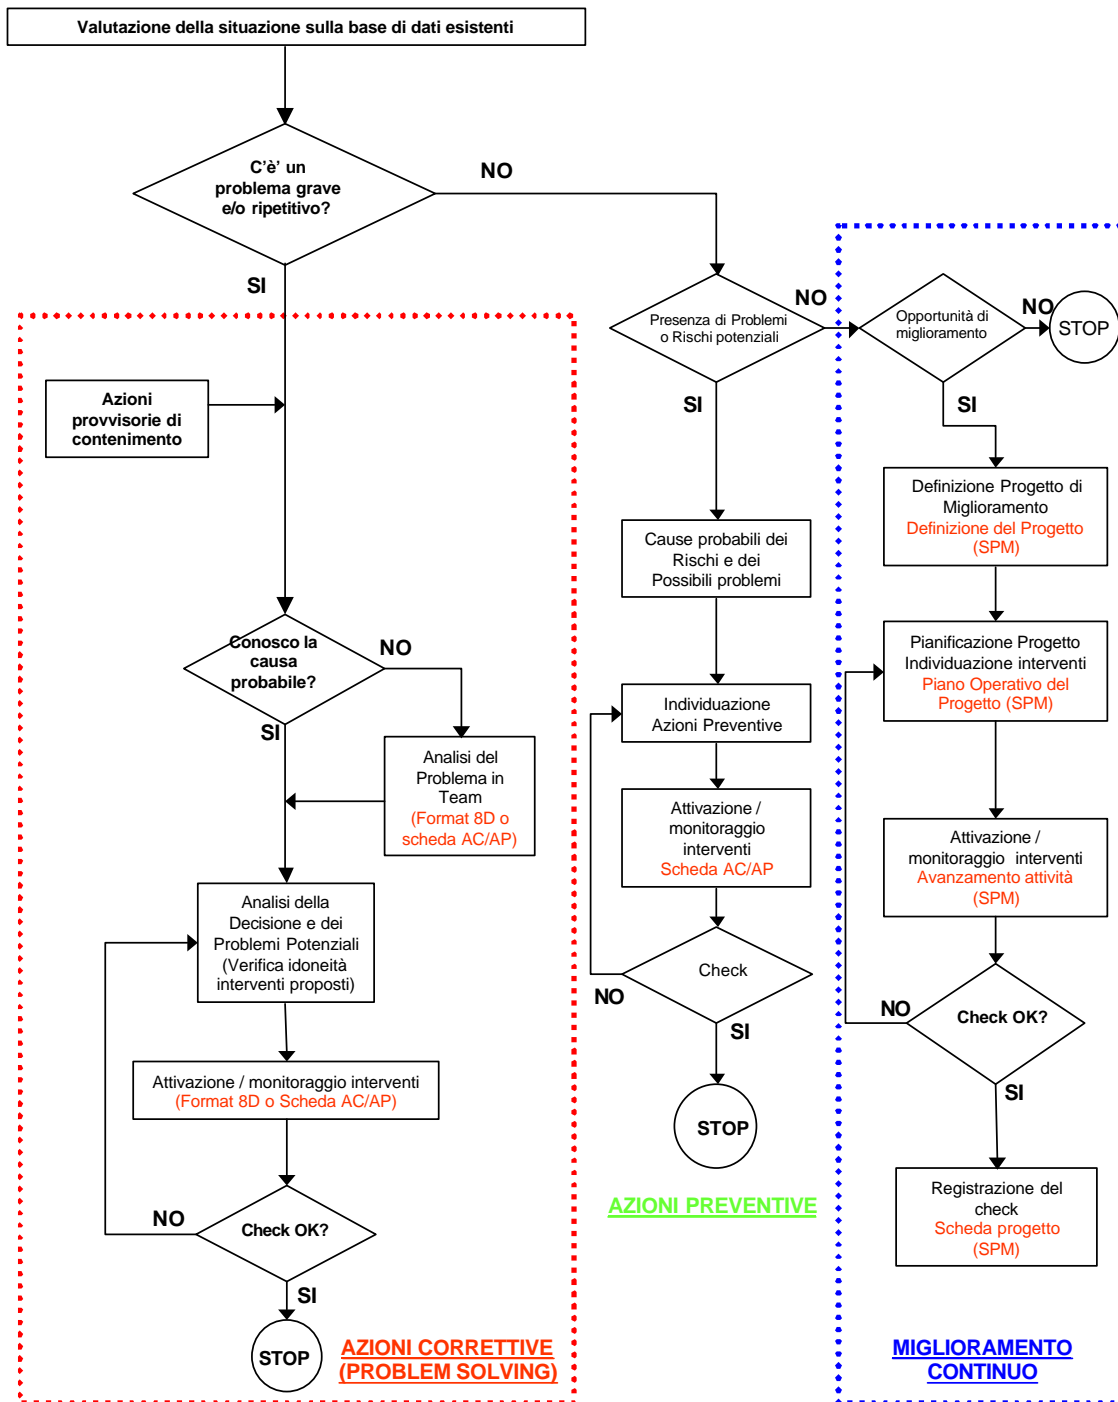 Valutazione della situazione sulla base di dati esistenti
C'è' un
problema grave
e/o ripetitivo?
NO
SI
Azioni
provvisorie di
contenimento
Conosco la
causa
probabile?
NO
SI
Analisi del
Problema in
Team
(Format 8D o
scheda AC/AP)
Analisi della
Decisione e dei
Problemi Potenziali
(Verifica idoneità
interventi proposti)
Attivazione / monitoraggio interventi
(Format 8D o Scheda AC/AP)
NO
Check OK?
SI
STOP
AZIONI CORRETTIVE
(PROBLEM SOLVING)
Presenza di Problemi
o Rischi potenziali
NO
SI
Cause probabili dei
Rischi e dei
Possibili problemi
Individuazione
Azioni Preventive
Attivazione /
monitoraggio
interventi
Scheda AC/AP
Check
NO
SI
STOP
AZIONI PREVENTIVE
Opportunità di
miglioramento
NO
STOP
SI
Definizione Progetto di
Miglioramento
Definizione del Progetto
(SPM)
Pianificazione Progetto
Individuazione interventi
Piano Operativo del
Progetto (SPM)
Attivazione /
monitoraggio interventi
Avanzamento attività
(SPM)
NO
Check OK?
SI
Registrazione del
check
Scheda progetto
(SPM)
MIGLIORAMENTO
CONTINUO